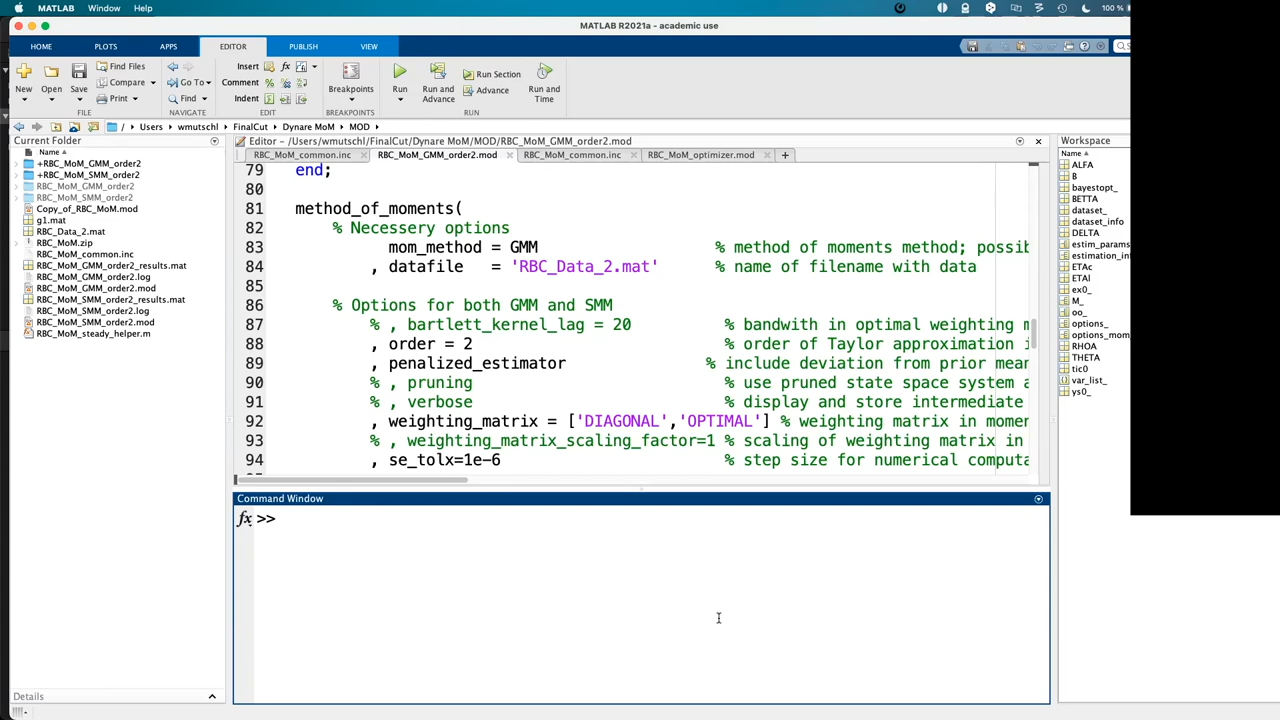 MATLAB Window Help 100 %
MATLAB R2021a - academic use
HOME PLOTS APPS EDITOR PUBLISH VIEW
New Open Save Find Files Compare Print
Go To Find
Insert fx
Comment
Indent
Breakpoints Run Run and Advance Run Section Advance Run and Time
FILE NAVIGATE EDIT BREAKPOINTS RUN
/ Users wmutschl FinalCut Dynare MoM MOD
Current Folder
Name
+RBC_MoM_GMM_order2
+RBC_MoM_SMM_order2
RBC_MoM_GMM_order2
RBC_MoM_SMM_order2
Copy_of_RBC_MoM.mod
g1.mat
RBC_Data_2.mat
RBC_MoM.zip
RBC_MoM_common.inc
RBC_MoM_GMM_order2_results.mat
RBC_MoM_GMM_order2.log
RBC_MoM_GMM_order2.mod
RBC_MoM_SMM_order2_results.mat
RBC_MoM_SMM_order2.log
RBC_MoM_SMM_order2.mod
RBC_MoM_steady_helper.m
Details
Editor - /Users/wmutschl/FinalCut/Dynare MoM/MOD/RBC_MoM_GMM_order2.mod
RBC_MoM_common.inc RBC_MoM_GMM_order2.mod RBC_MoM_common.inc RBC_MoM_optimizer.mod
79 end;
80
81 method_of_moments(
82 % Necessery options
83 mom_method = GMM % method of moments method; possib
84 , datafile = 'RBC_Data_2.mat' % name of filename with data
85
86 % Options for both GMM and SMM
87 % , bartlett_kernel_lag = 20 % bandwith in optimal weighting m
88 , order = 2 % order of Taylor approximation i
89 , penalized_estimator % include deviation from prior mean
90 % , pruning % use pruned state space system a
91 % , verbose % display and store intermediate
92 , weighting_matrix = ['DIAGONAL','OPTIMAL'] % weighting matrix in momen
93 % , weighting_matrix_scaling_factor=1 % scaling of weighting matrix in
94 , se_tolx=1e-6 % step size for numerical computa
Command Window
fx >>
Workspace
Name
ALFA
B
bayestopt_
BETTA
dataset_
dataset_info
DELTA
estim_params
estimation_inf
ETAc
ETAl
ex0_
M_
oo_
options_
options_mom
RHOA
THETA
tic0
var_list_
ys0_